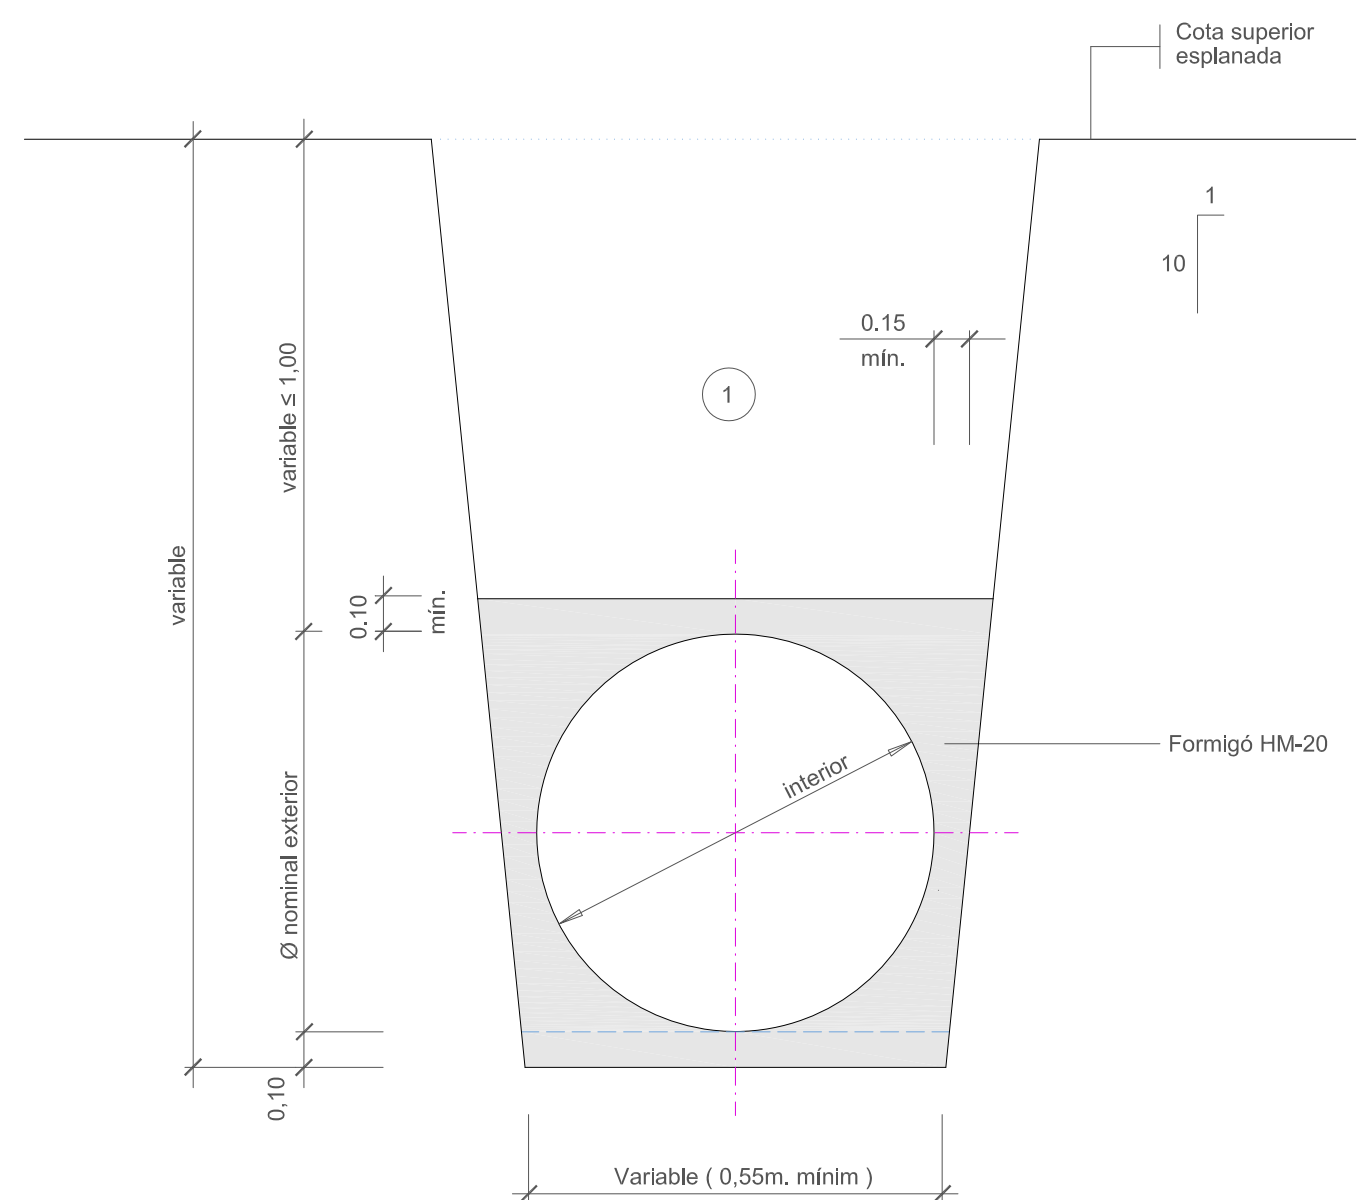 Cota superior
esplanada
1
10
0.15
mín.
variable ≤ 1,00
1
variable
0.10
mín.
Formigó HM-20
interior
Ø nominal exterior
0,10
Variable ( 0,55m. mínim )